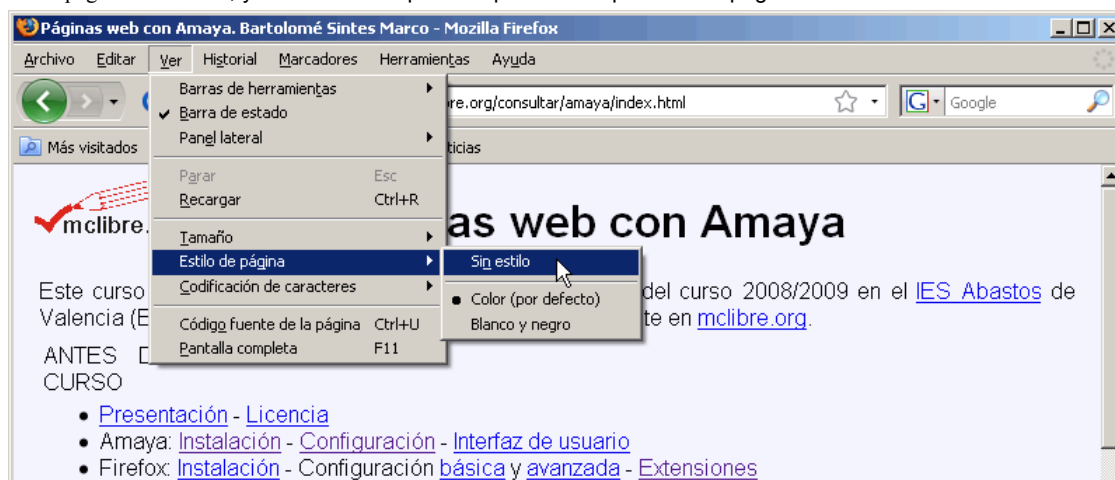 Páginas web con Amaya. Bartolomé Sintes Marco - Mozilla Firefox
Archivo Editar Ver Historial Marcadores Herramientas Ayuda
Barras de herramientas
re.org/consultar/amaya/index.html
Google
Barra de estado
Panel lateral
Más visitados
ticias
Parar Esc
Recargar Ctrl+R
mclibre.
as web con Amaya
Tamaño
Estilo de página
Sin estilo
Codificación de caracteres
Color (por defecto)
Blanco y negro
Código fuente de la página Ctrl+U
Pantalla completa F11
Este curso
del curso 2008/2009 en el IES Abastos de
Valencia (E
te en mclibre.org.
ANTES D
CURSO
• Presentación - Licencia
• Amaya: Instalación - Configuración - Interfaz de usuario
• Firefox: Instalación - Configuración básica y avanzada - Extensiones